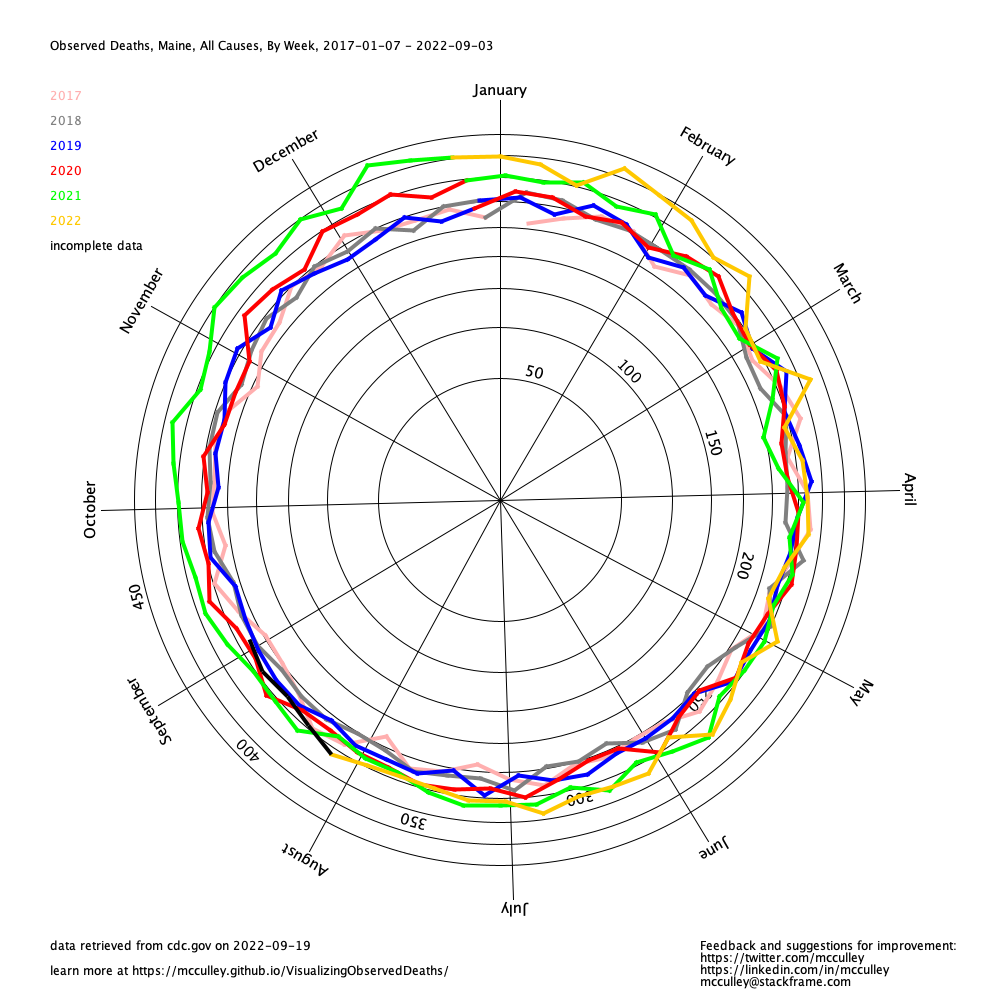 Observed Deaths, Maine, All Causes, By Week, 2017-01-07 - 2022-09-03
January
2017
2018
2019
2020
2021
2022
incomplete data
December
February
November
March
50
100
150
October
April
200
450
250
September
May
400
300
350
August
June
July
data retrieved from cdc.gov on 2022-09-19
learn more at https://mcculley.github.io/VisualizingObservedDeaths/
Feedback and suggestions for improvement:
https://twitter.com/mcculley
https://linkedin.com/in/mcculley
mcculley@stackframe.com